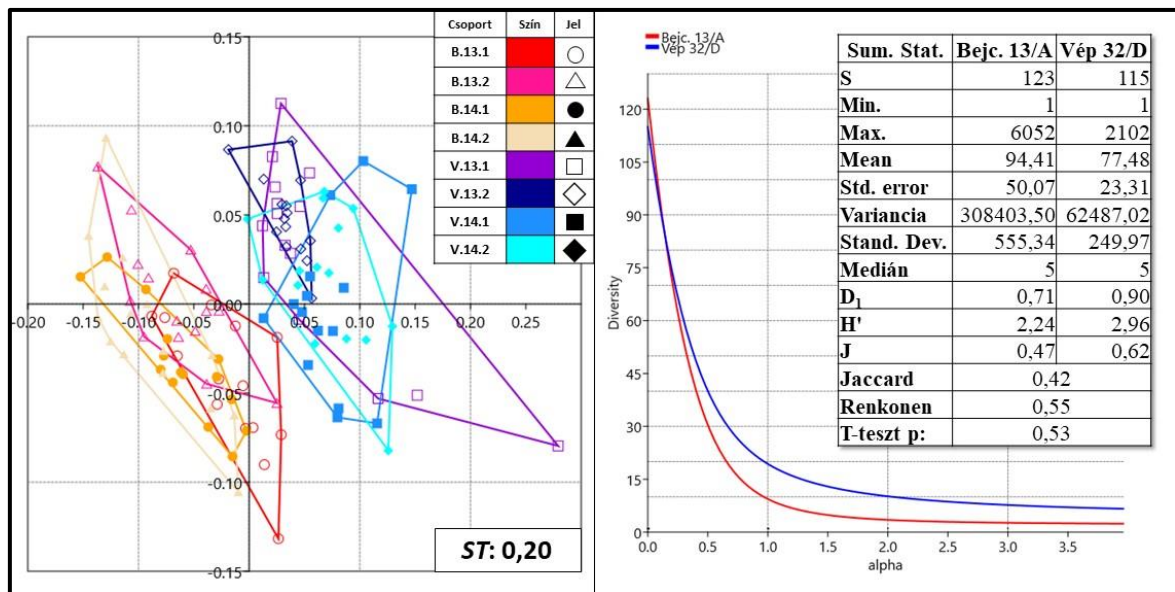 Csoport Szín Jel
B.13.1
B.13.2
B.14.1
B.14.2
V.13.1
V.13.2
V.14.1
V.14.2
0.15
0.10
0.05
0.00
-0.20 -0.15 -0.10 -0.05 0.05 0.10 0.15 0.20 0.25
-0.05
-0.10
-0.15
ST: 0,20
Bejc. 13/A
Vép 32/D
Diversity
120
105
90
75
60
45
30
15
0
0.0 0.5 1.0 1.5 2.0 2.5 3.0 3.5
alpha
Sum. Stat. Bejc. 13/A Vép 32/D
S 123 115
Min. 1 1
Max. 6052 2102
Mean 94,41 77,48
Std. error 50,07 23,31
Variancia 308403,50 62487,02
Stand. Dev. 555,34 249,97
Medián 5 5
D1 0,71 0,90
H' 2,24 2,96
J 0,47 0,62
Jaccard 0,42
Renkonen 0,55
T-teszt p: 0,53